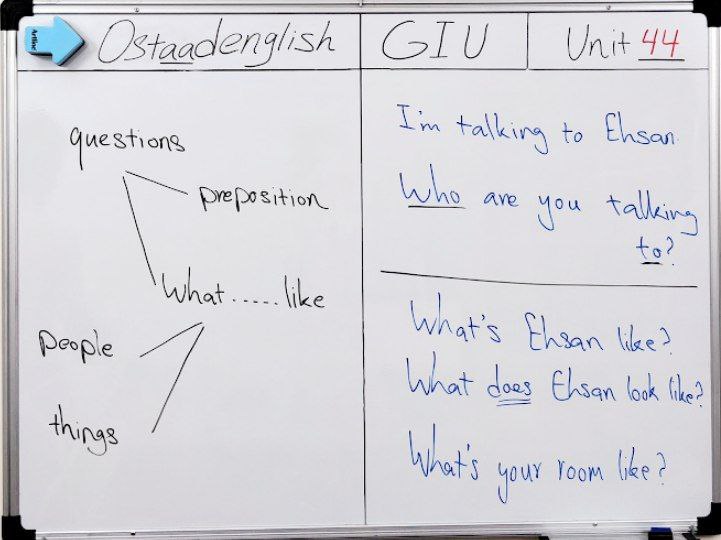 Artline
Ostaadenglish
GIU
Unit 44
questions
preposition
What.....like
people
things
I'm talking to Ehsan
Who are you talking
to?
What's Ehsan like?
What does Ehsan look like?
What's your room like?